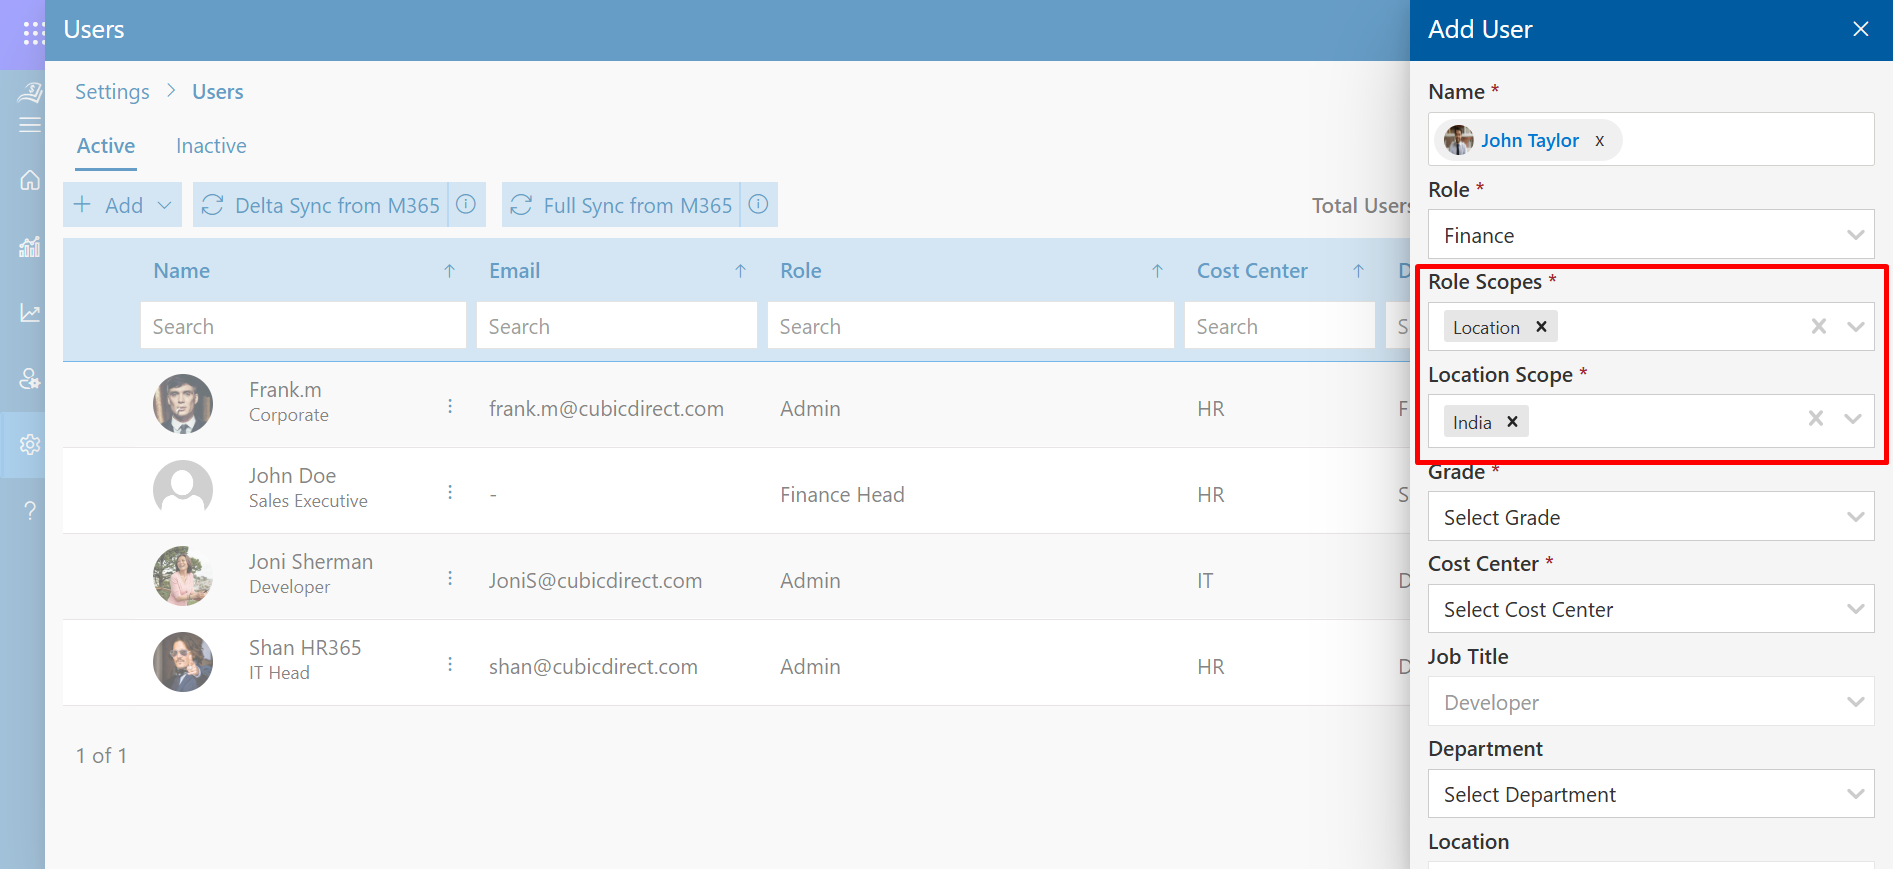 Users
Settings > Users
Active Inactive
+ Add Delta Sync from M365 Full Sync from M365 Total Users
Name Email Role Cost Center D
Search Search Search Search S
Frank.m
Corporate
frank.m@cubicdirect.com Admin HR F
John Doe
Sales Executive
- Finance Head HR S
Joni Sherman
Developer
JoniS@cubicdirect.com Admin IT D
Shan HR365
IT Head
shan@cubicdirect.com Admin HR D
1 of 1
?
Add User
Name *
John Taylor x
Role *
Finance
Role Scopes *
Location
Location Scope *
India
Grade *
Select Grade
Cost Center *
Select Cost Center
Job Title
Developer
Department
Select Department
Location